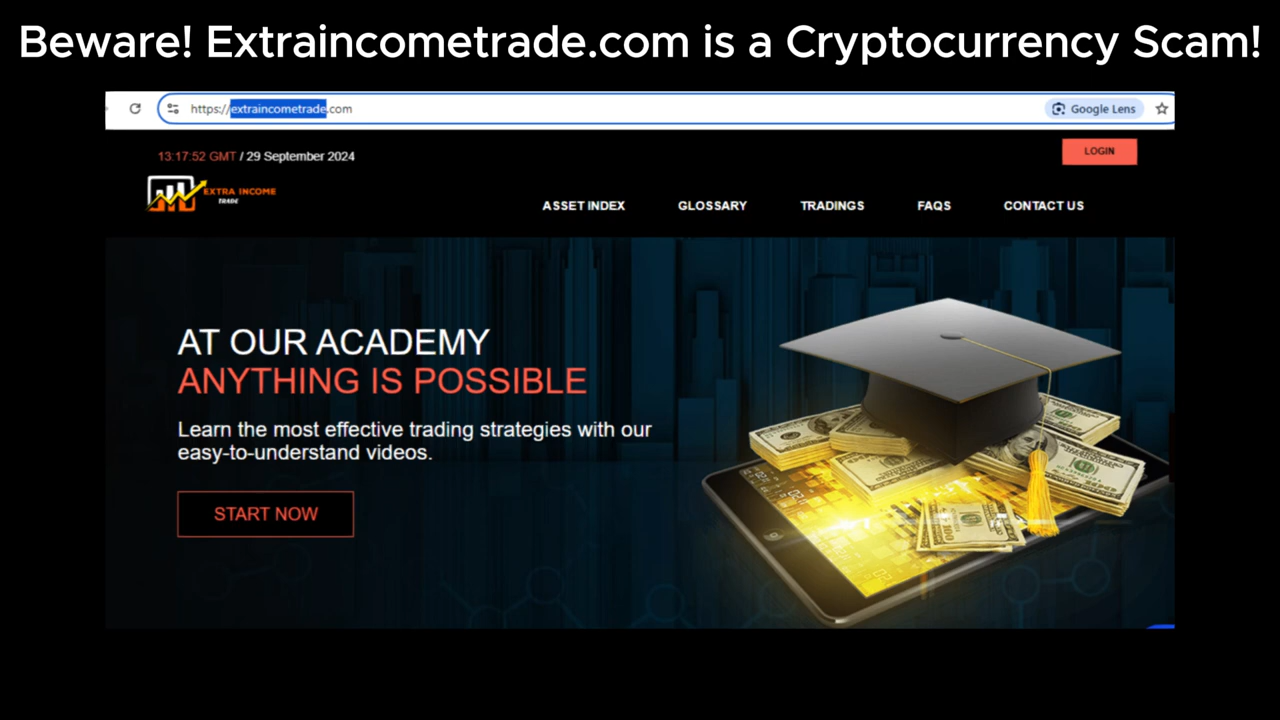 Beware! Extraincometrade.com is a Cryptocurrency Scam!
https://extraincometrade.com
Google Lens
13:17:52 GMT / 29 September 2024
LOGIN
EXTRA INCOME
TRADE
ASSET INDEX
GLOSSARY
TRADINGS
FAQS
CONTACT US
AT OUR ACADEMY
ANYTHING IS POSSIBLE
Learn the most effective trading strategies with our
easy-to-understand videos.
START NOW